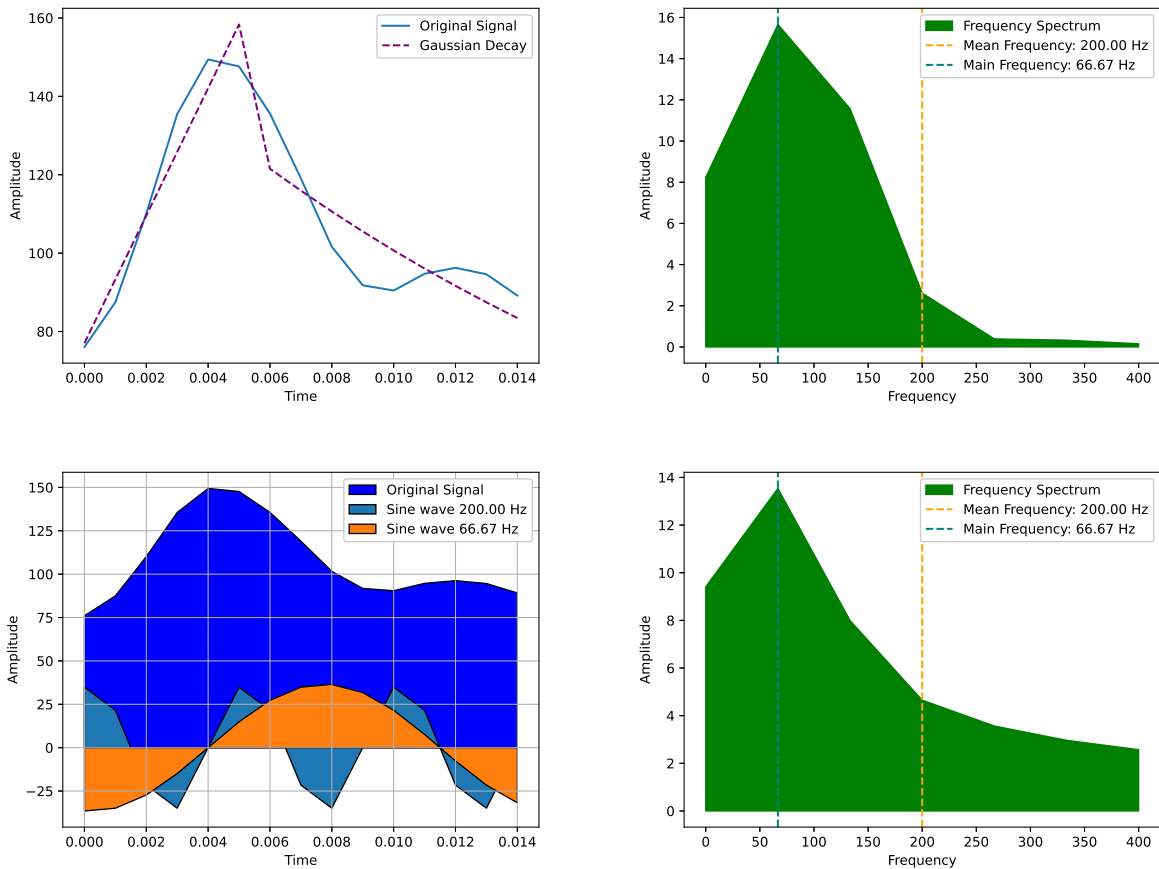 Original Signal
Gaussian Decay
Amplitude
160
140
120
100
80
0.000 0.002 0.004 0.006 0.008 0.010 0.012 0.014
Time
Frequency Spectrum
Mean Frequency: 200.00 Hz
Main Frequency: 66.67 Hz
Amplitude
16
14
12
10
8
6
4
2
0
0 50 100 150 200 250 300 350 400
Frequency
Original Signal
Sine wave 200.00 Hz
Sine wave 66.67 Hz
Amplitude
150
125
100
75
50
25
0
−25
0.000 0.002 0.004 0.006 0.008 0.010 0.012 0.014
Time
Frequency Spectrum
Mean Frequency: 200.00 Hz
Main Frequency: 66.67 Hz
Amplitude
14
12
10
8
6
4
2
0
0 50 100 150 200 250 300 350 400
Frequency